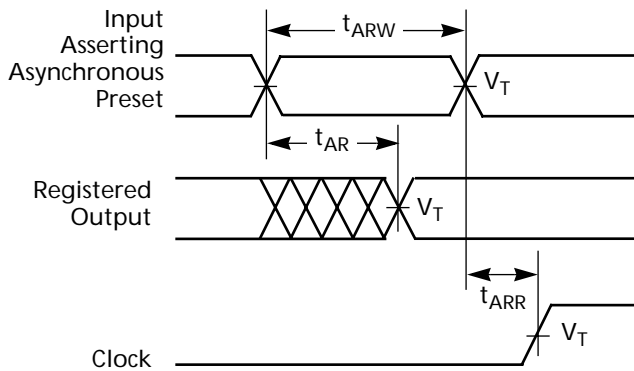 Input
Asserting
Asynchronous
Preset
tARW
VT
tAR
Registered
Output
VT
tARR
Clock
VT